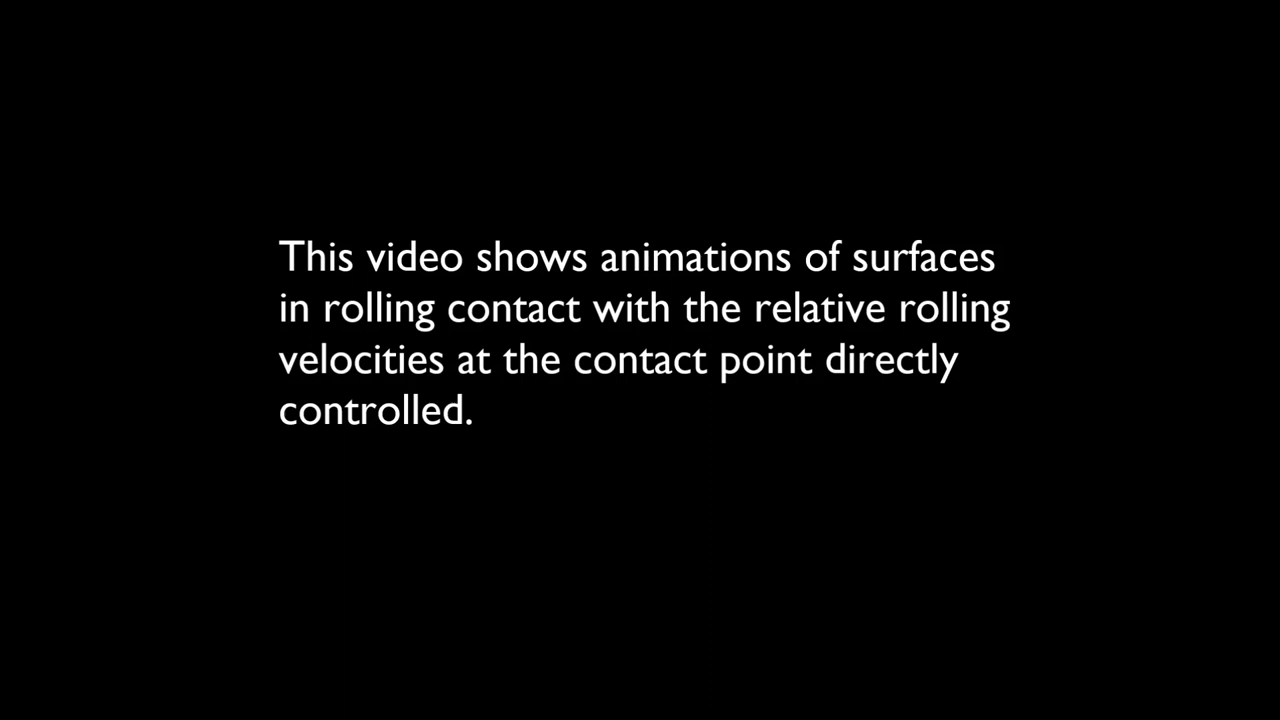 This video shows animations of surfaces
in rolling contact with the relative rolling
velocities at the contact point directly
controlled.